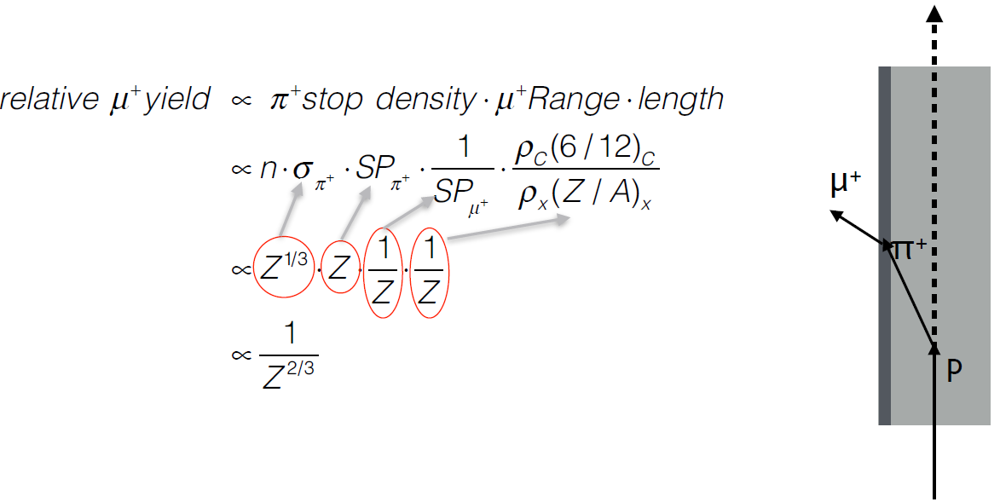 relative μ⁺ yield ∝ π⁺ stop density · μ⁺ Range · length
∝ n · σ_π⁺ · SP_π⁺ · 1/SP_μ⁺ · ρ_C(6 / 12)_C / ρ_x(Z / A)_x
∝ Z^1/3 · Z · 1/Z · 1/Z
∝ 1/Z^2/3
μ⁺
π⁺
p